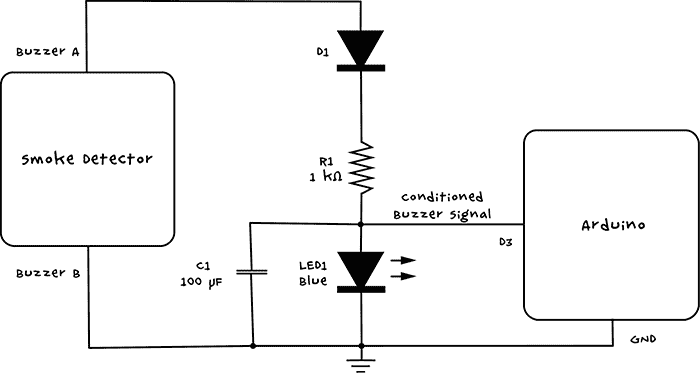 Buzzer A
D1
Smoke Detector
R1
1 kΩ
Conditioned
Buzzer Signal
Arduino
D3
C1
100 µF
LED1
Blue
Buzzer B
GND